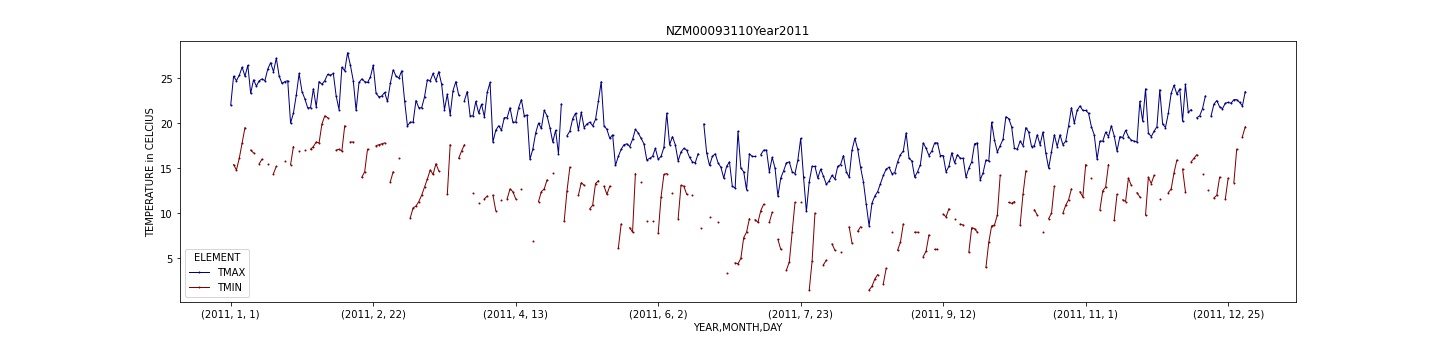 NZM00093110Year2011
TEMPERATURE in CELCIUS
25
20
15
10
5
ELEMENT
TMAX
TMIN
(2011, 1, 1)
(2011, 2, 22)
(2011, 4, 13)
(2011, 6, 2)
(2011, 7, 23)
(2011, 9, 12)
(2011, 11, 1)
(2011, 12, 25)
YEAR,MONTH,DAY